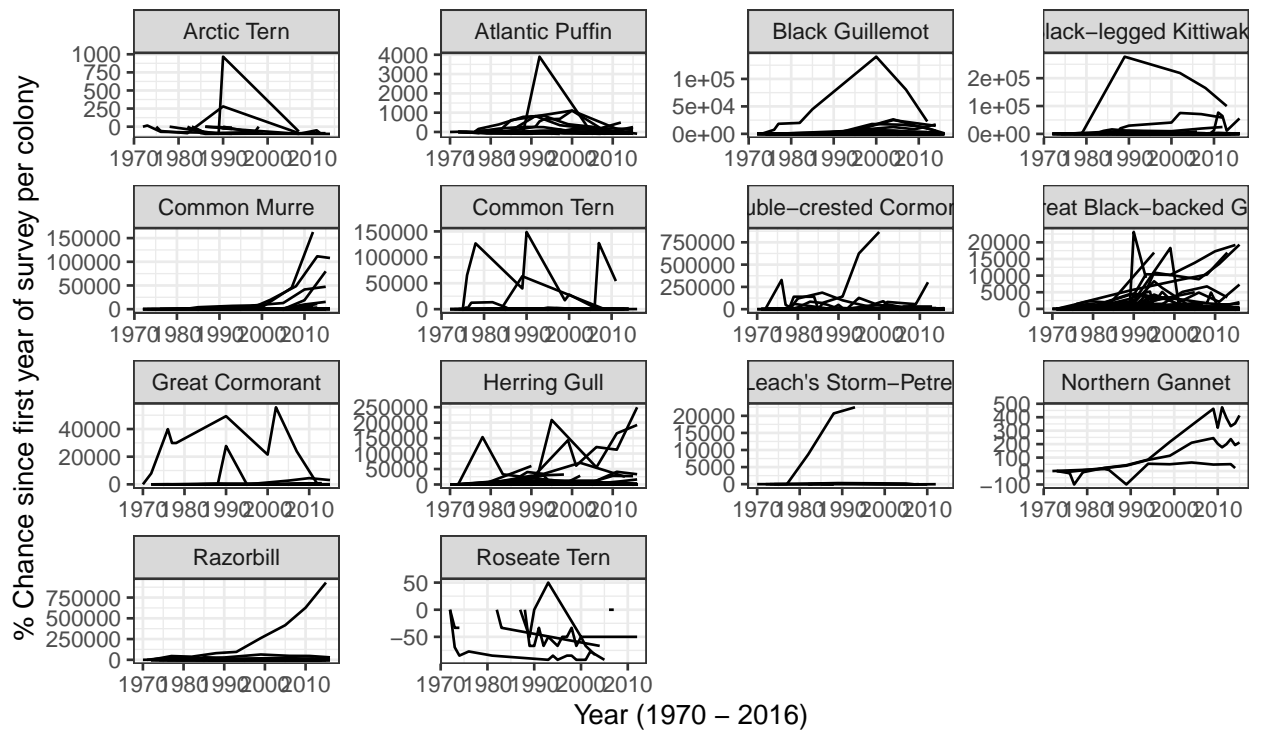 Arctic Tern Atlantic Puffin Black Guillemot lack−legged Kittiwak
1000 750 500 250 0
4000 3000 2000 1000 0
1e+05 5e+04 0e+00
2e+05 1e+05 0e+00
1970 1980 1990 2000 2010 1970 1980 1990 2000 2010 1970 1980 1990 2000 2010 1970 1980 1990 2000 2010
Common Murre Common Tern uble−crested Cormor reat Black−backed G
150000 100000 50000 0
150000 100000 50000 0
750000 500000 250000 0
20000 15000 10000 5000 0
1970 1980 1990 2000 2010 1970 1980 1990 2000 2010 1970 1980 1990 2000 2010 1970 1980 1990 2000 2010
Great Cormorant Herring Gull Leach's Storm−Petre Northern Gannet
40000 20000 0
250000 200000 150000 100000 50000 0
20000 15000 10000 5000 0
500 400 300 200 100 0 −100
1970 1980 1990 2000 2010 1970 1980 1990 2000 2010 1970 1980 1990 2000 2010 1970 1980 1990 2000 2010
Razorbill Roseate Tern
750000 500000 250000 0
50 0 −50
1970 1980 1990 2000 2010 1970 1980 1990 2000 2010
Year (1970 − 2016)
% Chance since first year of survey per colony